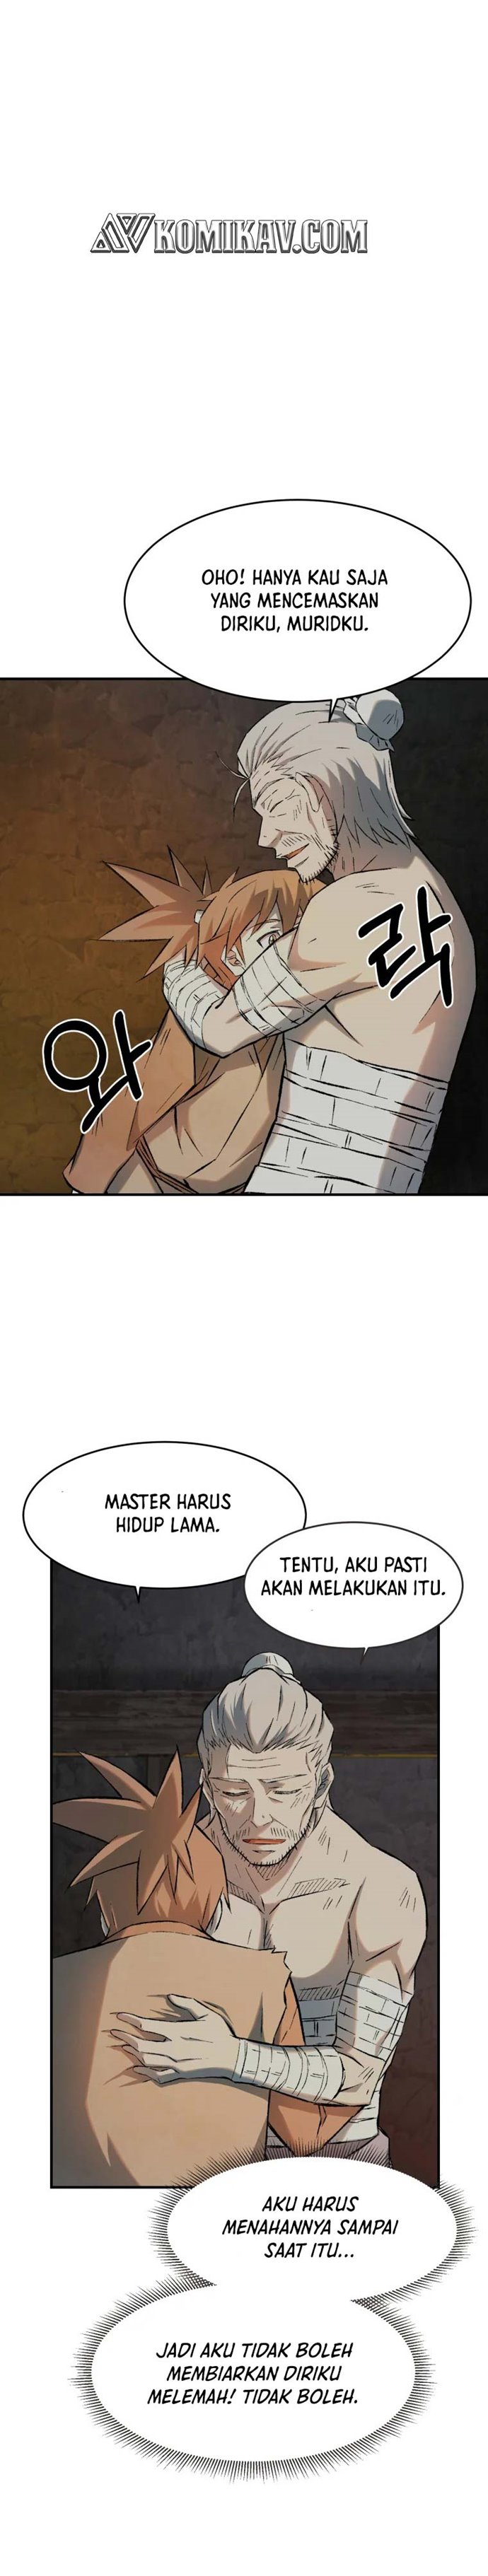 KOMIKAV.COM
OHO! HANYA KAU SAJA
YANG MENCEMASKAN
DIRIKU, MURIDKU.
와락
MASTER HARUS
HIDUP LAMA.
TENTU, AKU PASTI
AKAN MELAKUKAN ITU.
AKU HARUS
MENAHANNYA SAMPAI
SAAT ITU...
JADI AKU TIDAK BOLEH
MEMBIARKAN DIRIKU
MELEMAH! TIDAK BOLEH.